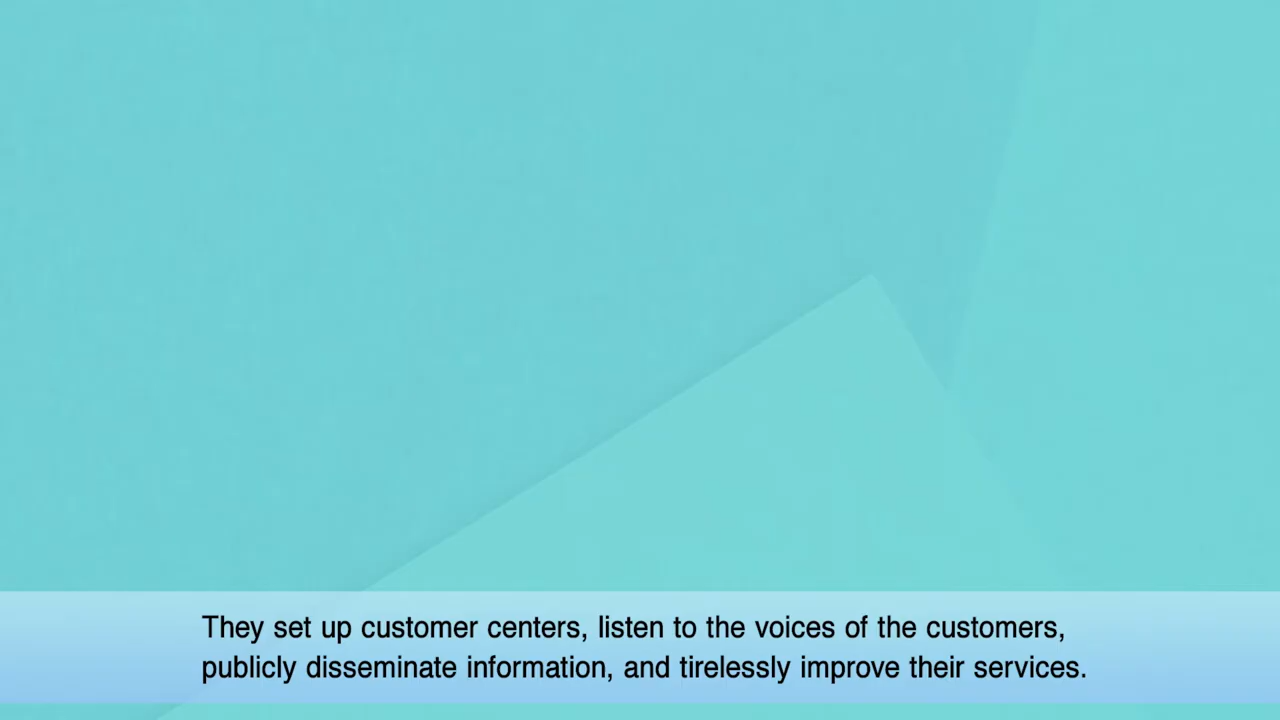 They set up customer centers, listen to the voices of the customers,
publicly disseminate information, and tirelessly improve their services.